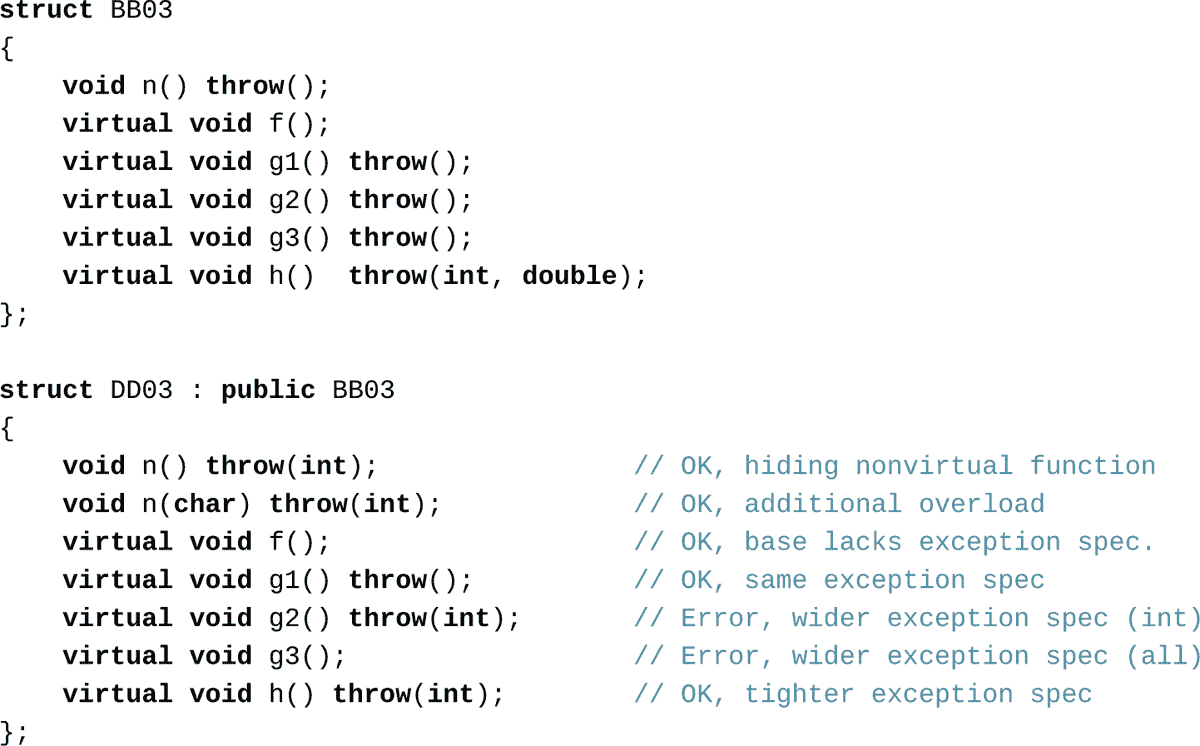 struct BB03
{
    void n() throw();
    virtual void f();
    virtual void g1() throw();
    virtual void g2() throw();
    virtual void g3() throw();
    virtual void h()  throw(int, double);
};

struct DD03 : public BB03
{
    void n() throw(int);                // OK, hiding nonvirtual function
    void n(char) throw(int);            // OK, additional overload
    virtual void f();                   // OK, base lacks exception spec.
    virtual void g1() throw();          // OK, same exception spec
    virtual void g2() throw(int);       // Error, wider exception spec (int)
    virtual void g3();                  // Error, wider exception spec (all)
    virtual void h() throw(int);        // OK, tighter exception spec
};